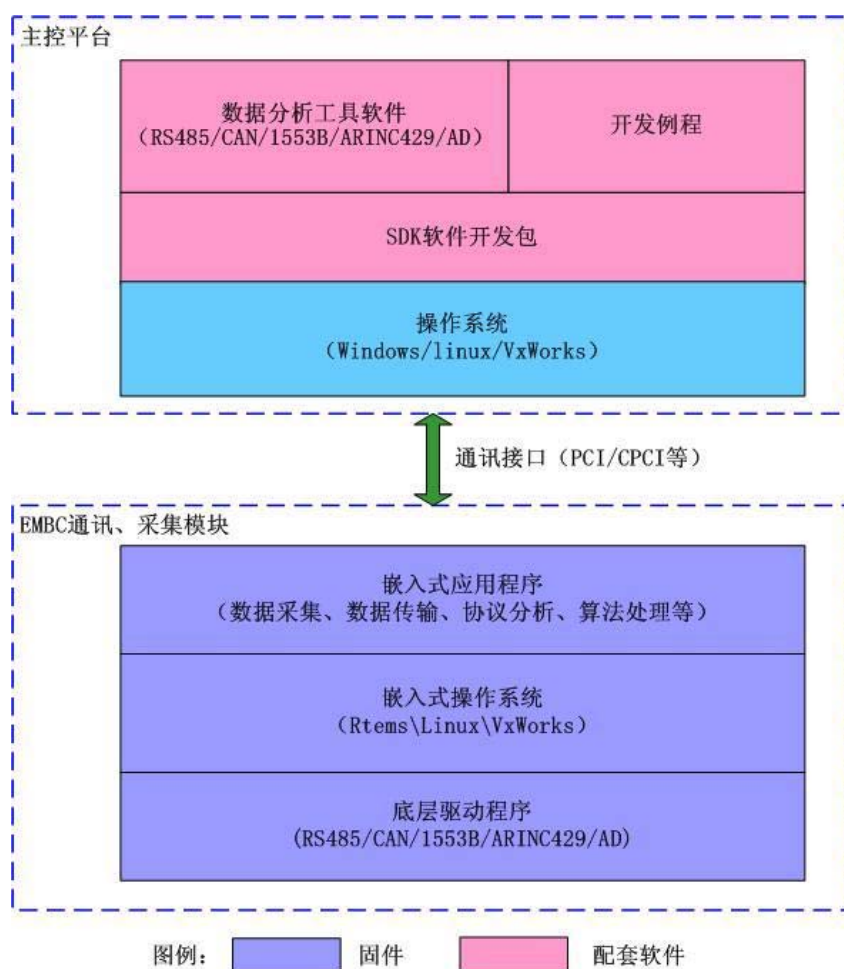 主控平台
数据分析工具软件
（RS485/CAN/1553B/ARINC429/AD）
开发例程
SDK软件开发包
操作系统
（Windows/linux/VxWorks）
通讯接口（PCI/CPCI等）
EMBC通讯、采集模块
嵌入式应用程序
（数据采集、数据传输、协议分析、算法处理等）
嵌入式操作系统
（Rtems\Linux\VxWorks）
底层驱动程序
(RS485/CAN/1553B/ARINC429/AD)
图例：
固件
配套软件